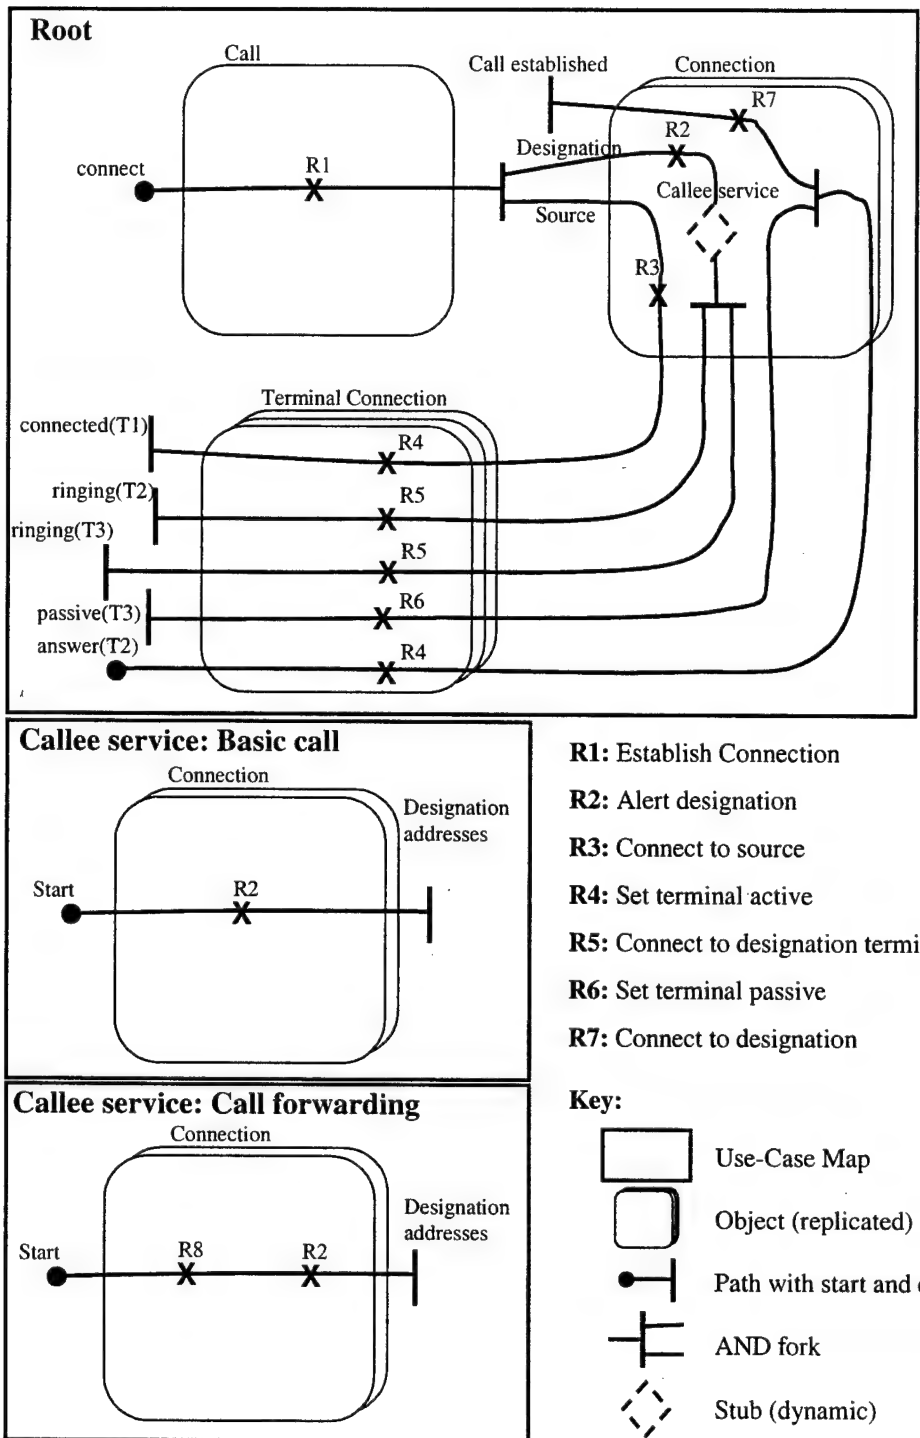 Root
Call
Call established
Connection
R7
R2
Designation
connect
R1
Callee service
Source
R3
Terminal Connection
connected(T1)
R4
ringing(T2)
R5
ringing(T3)
R5
passive(T3)
R6
answer(T2)
R4
Callee service: Basic call
Connection
Designation
addresses
Start
R2
R1: Establish Connection
R2: Alert designation
R3: Connect to source
R4: Set terminal active
R5: Connect to designation termi
R6: Set terminal passive
R7: Connect to designation
Callee service: Call forwarding
Connection
Designation
addresses
Start
R8
R2
Key:
Use-Case Map
Object (replicated)
Path with start and
AND fork
Stub (dynamic)